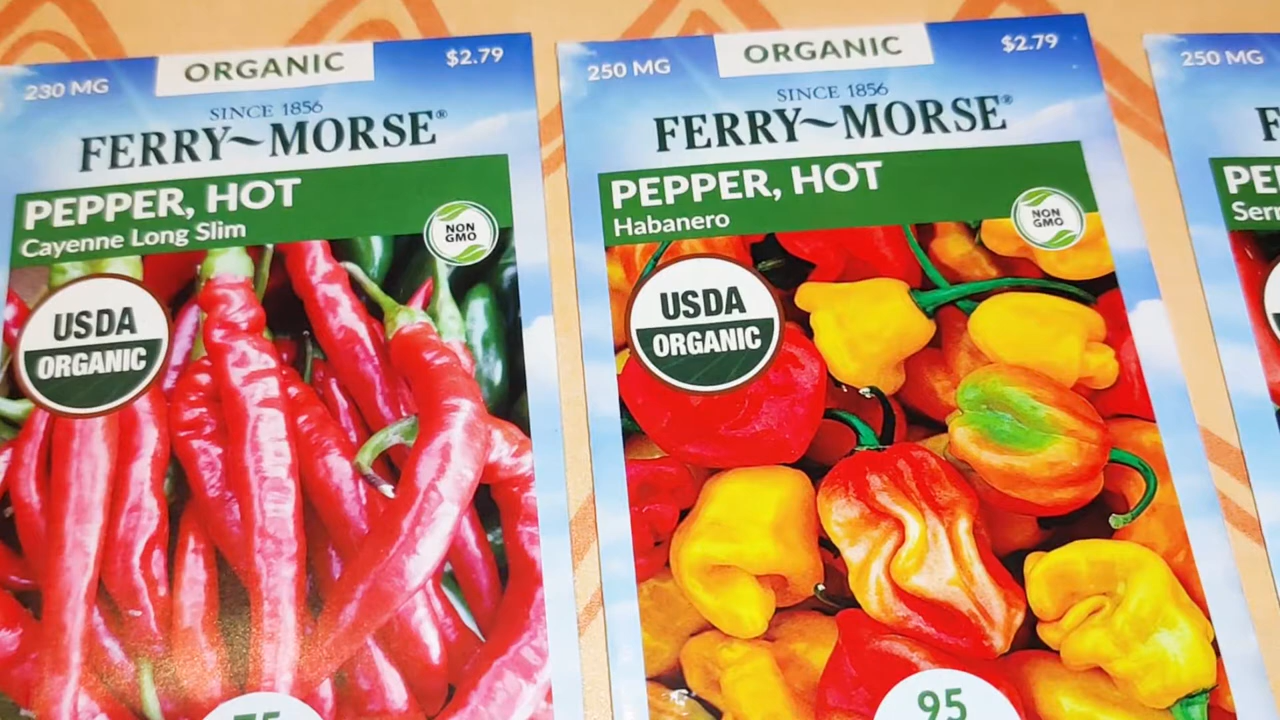 230 MG
ORGANIC
$2.79
SINCE 1856
FERRY~MORSE®
PEPPER, HOT
Cayenne Long Slim
NON
GMO
USDA
ORGANIC
75
250 MG
ORGANIC
$2.79
SINCE 1856
FERRY~MORSE®
PEPPER, HOT
Habanero
NON
GMO
USDA
ORGANIC
95
250 MG